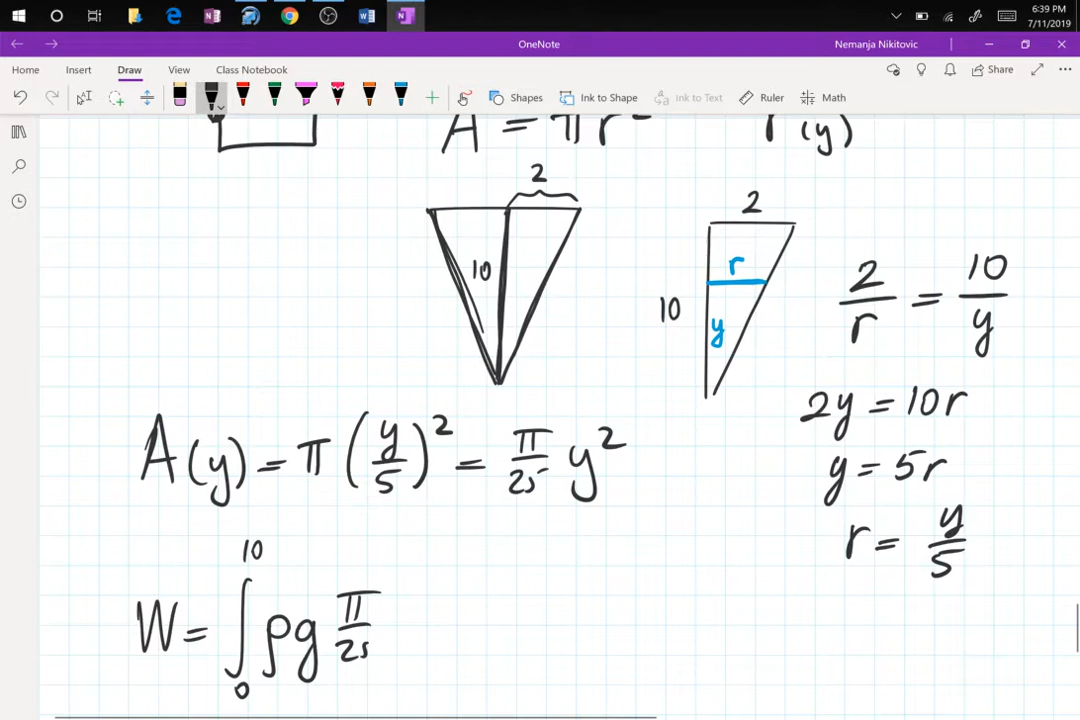 6:39 PM
7/11/2019
OneNote
Nemanja Nikitovic
Home Insert Draw View Class Notebook
Share
Shapes Ink to Shape Ink to Text Ruler Math
A = πr² r(y)
2
10
2
r
10
y
2/r = 10/y
2y = 10r
y = 5r
r = y/5
A(y) = π(y/5)² = π/25 y²
W = ∫₀¹⁰ ρg π/25